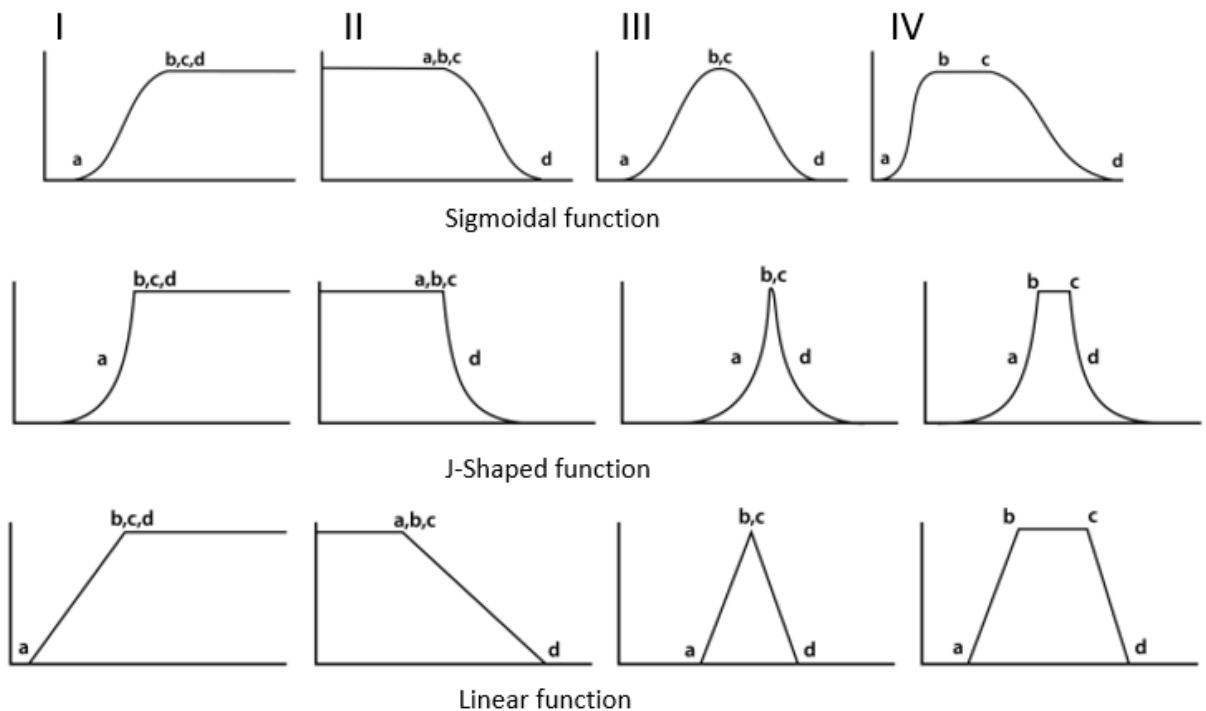 I II III IV
b,c,d a,b,c b,c b c
a d a d a d
Sigmoidal function
b,c,d a,b,c b,c b c
a d a d a d
J-Shaped function
b,c,d a,b,c b,c b c
a d a d a d
Linear function